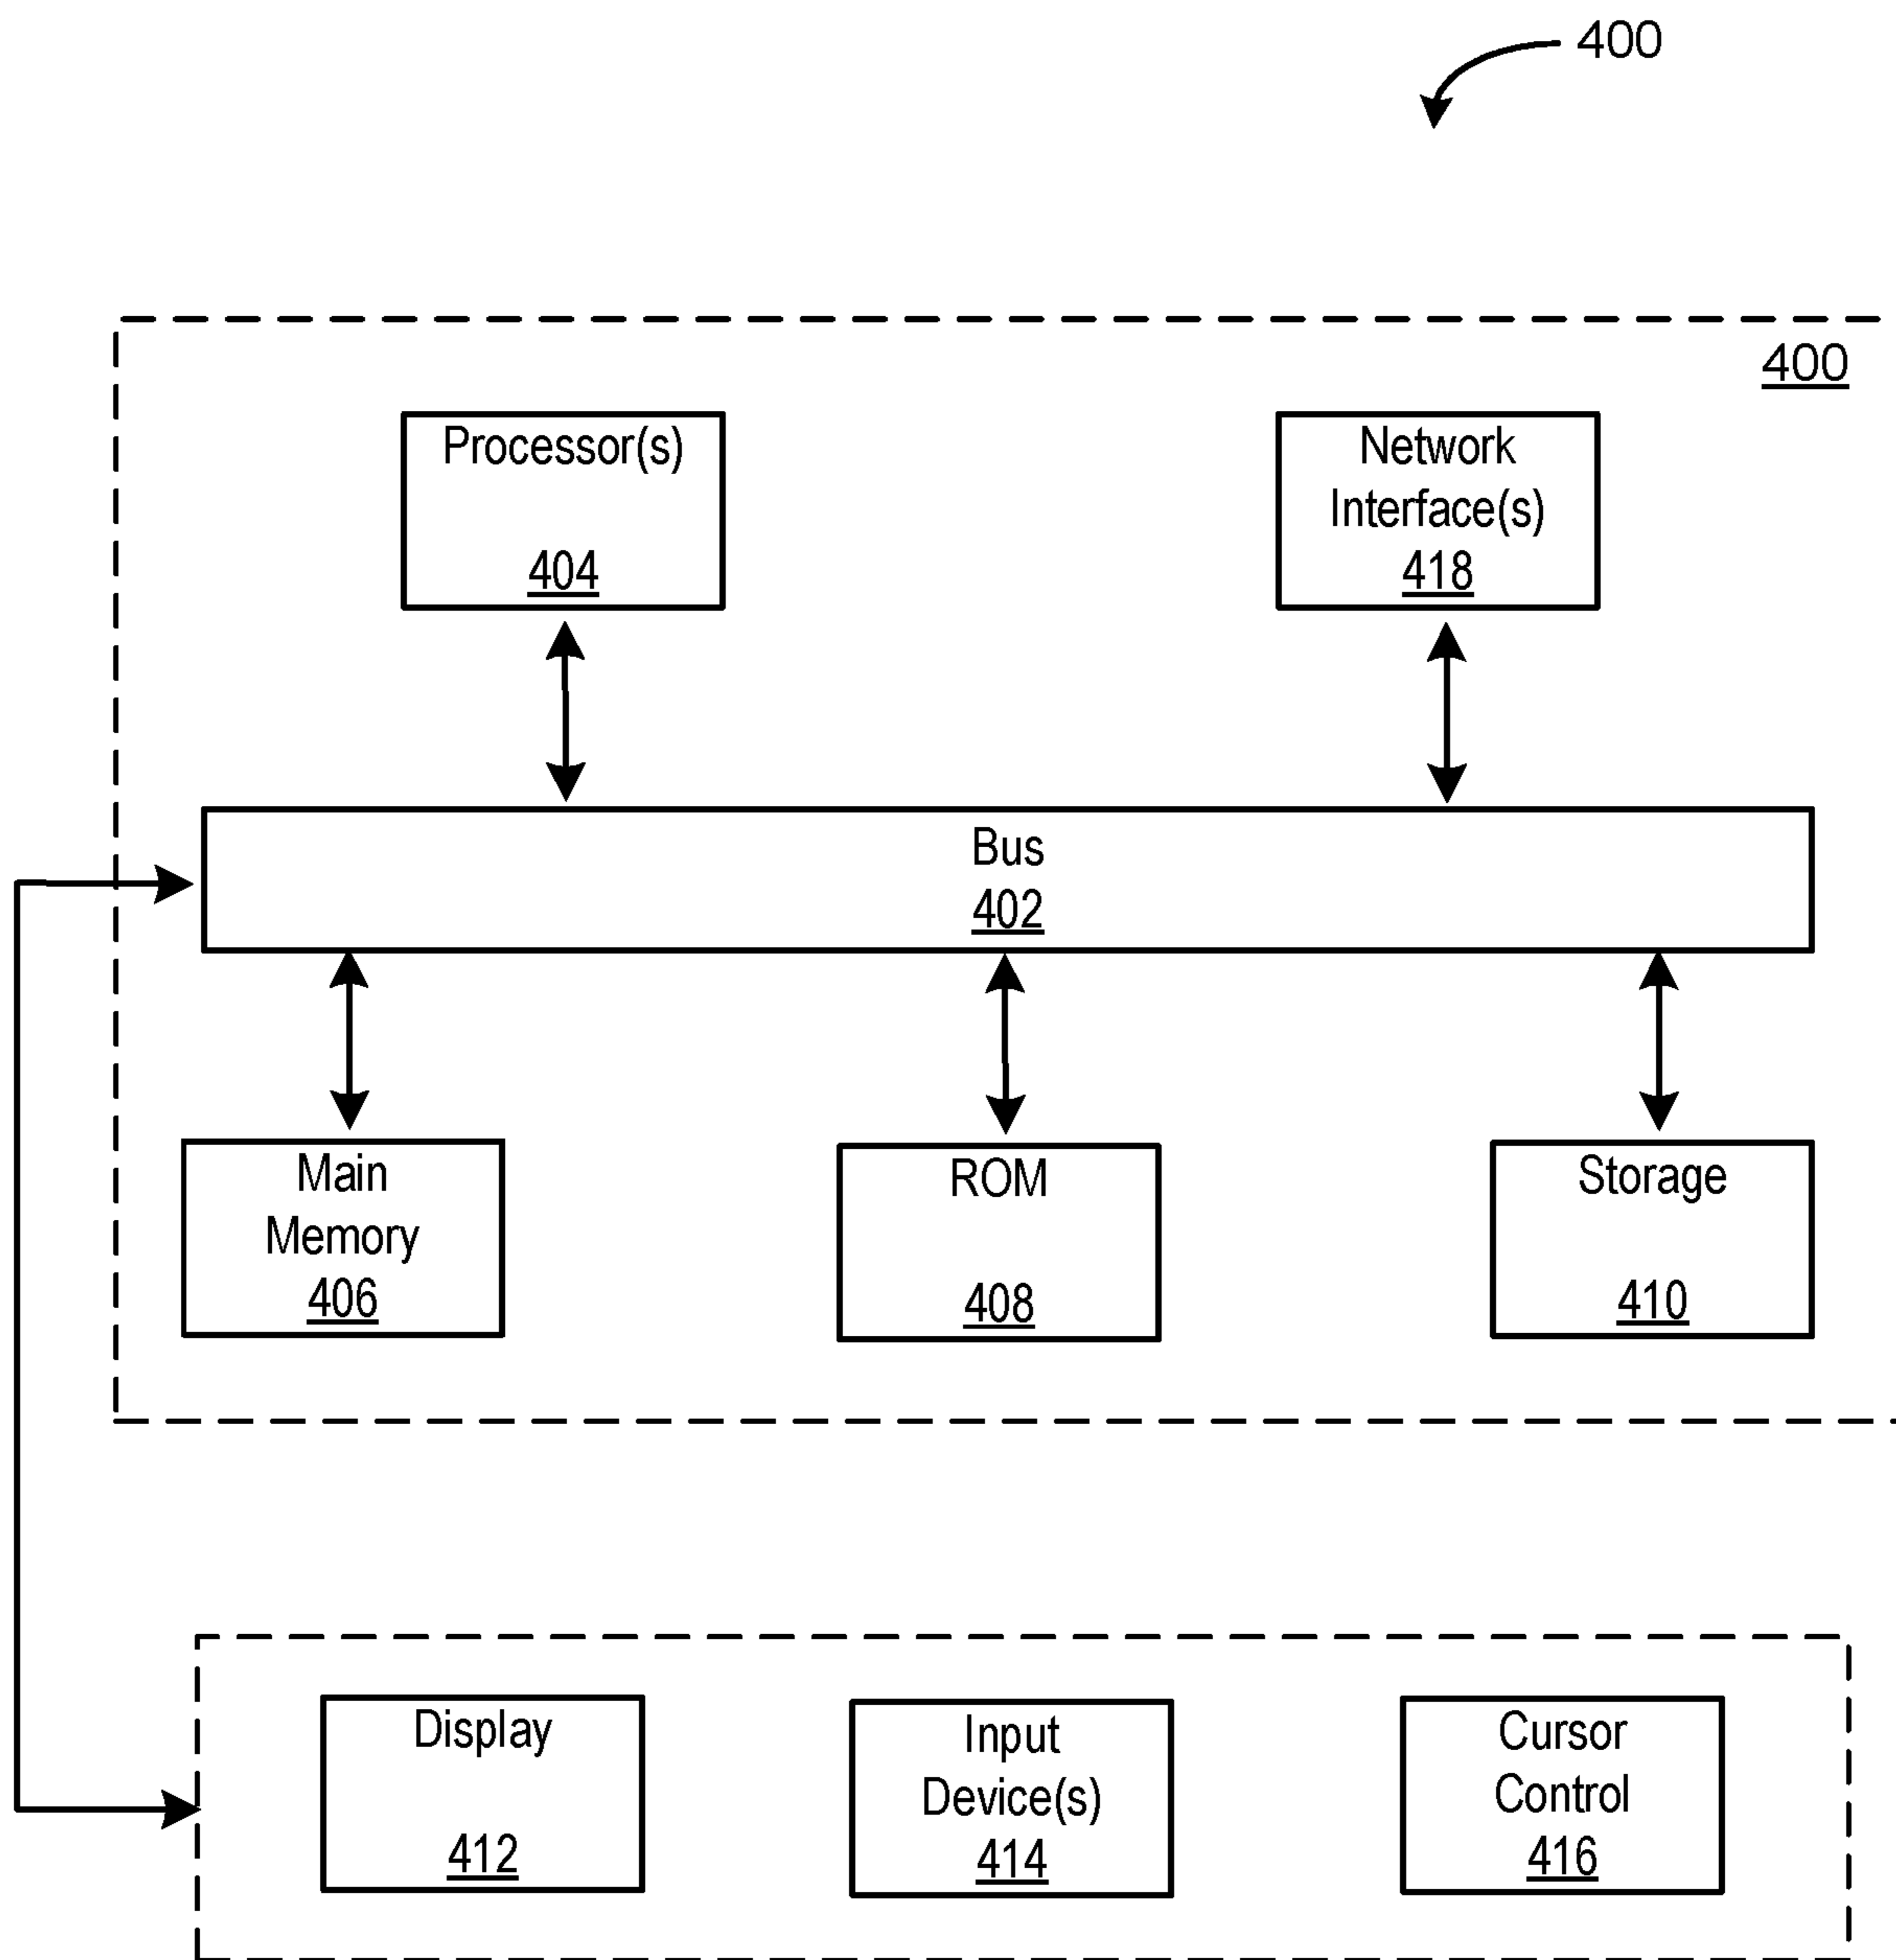 400
400
Processor(s)
404
Network
Interface(s)
418
Bus
402
Main
Memory
406
ROM
408
Storage
410
Display
412
Input
Device(s)
414
Cursor
Control
416